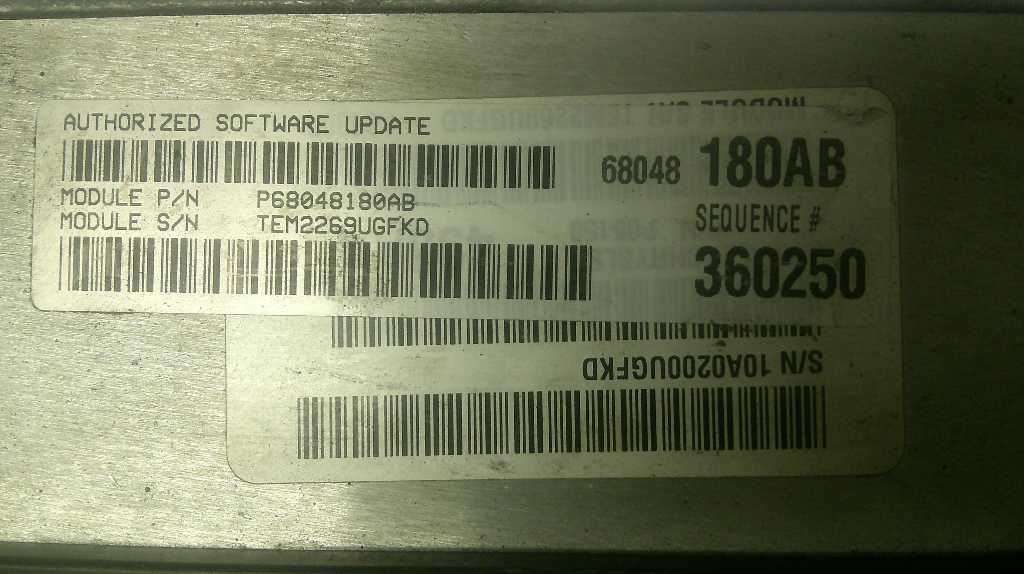 AUTHORIZED SOFTWARE UPDATE
68048 180AB
MODULE P/N P68048180AB
MODULE S/N TEM2269UGFKD
SEQUENCE #
360250
S/N 10A0200UGFKD